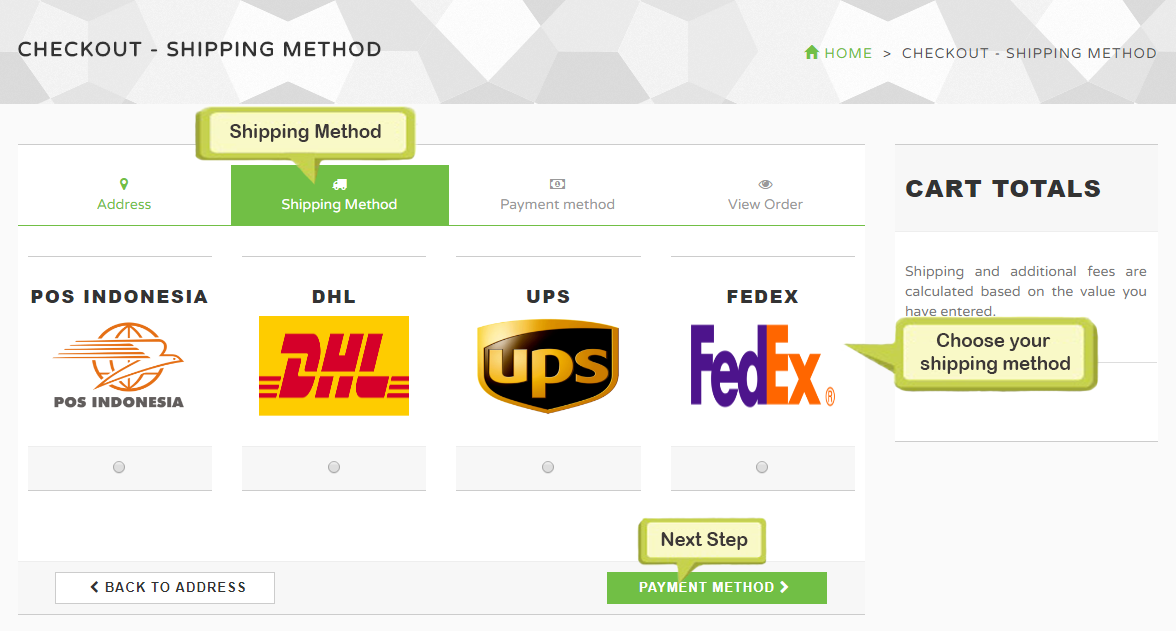 CHECKOUT - SHIPPING METHOD
HOME > CHECKOUT - SHIPPING METHOD
Shipping Method
Address
Shipping Method
Payment method
View Order
CART TOTALS
Shipping and additional fees are
calculated based on the value you
have entered.
POS INDONESIA
DHL
UPS
FEDEX
POS INDONESIA
DHL
ups
FedEx ®
Choose your
shipping method
Next Step
BACK TO ADDRESS
PAYMENT METHOD